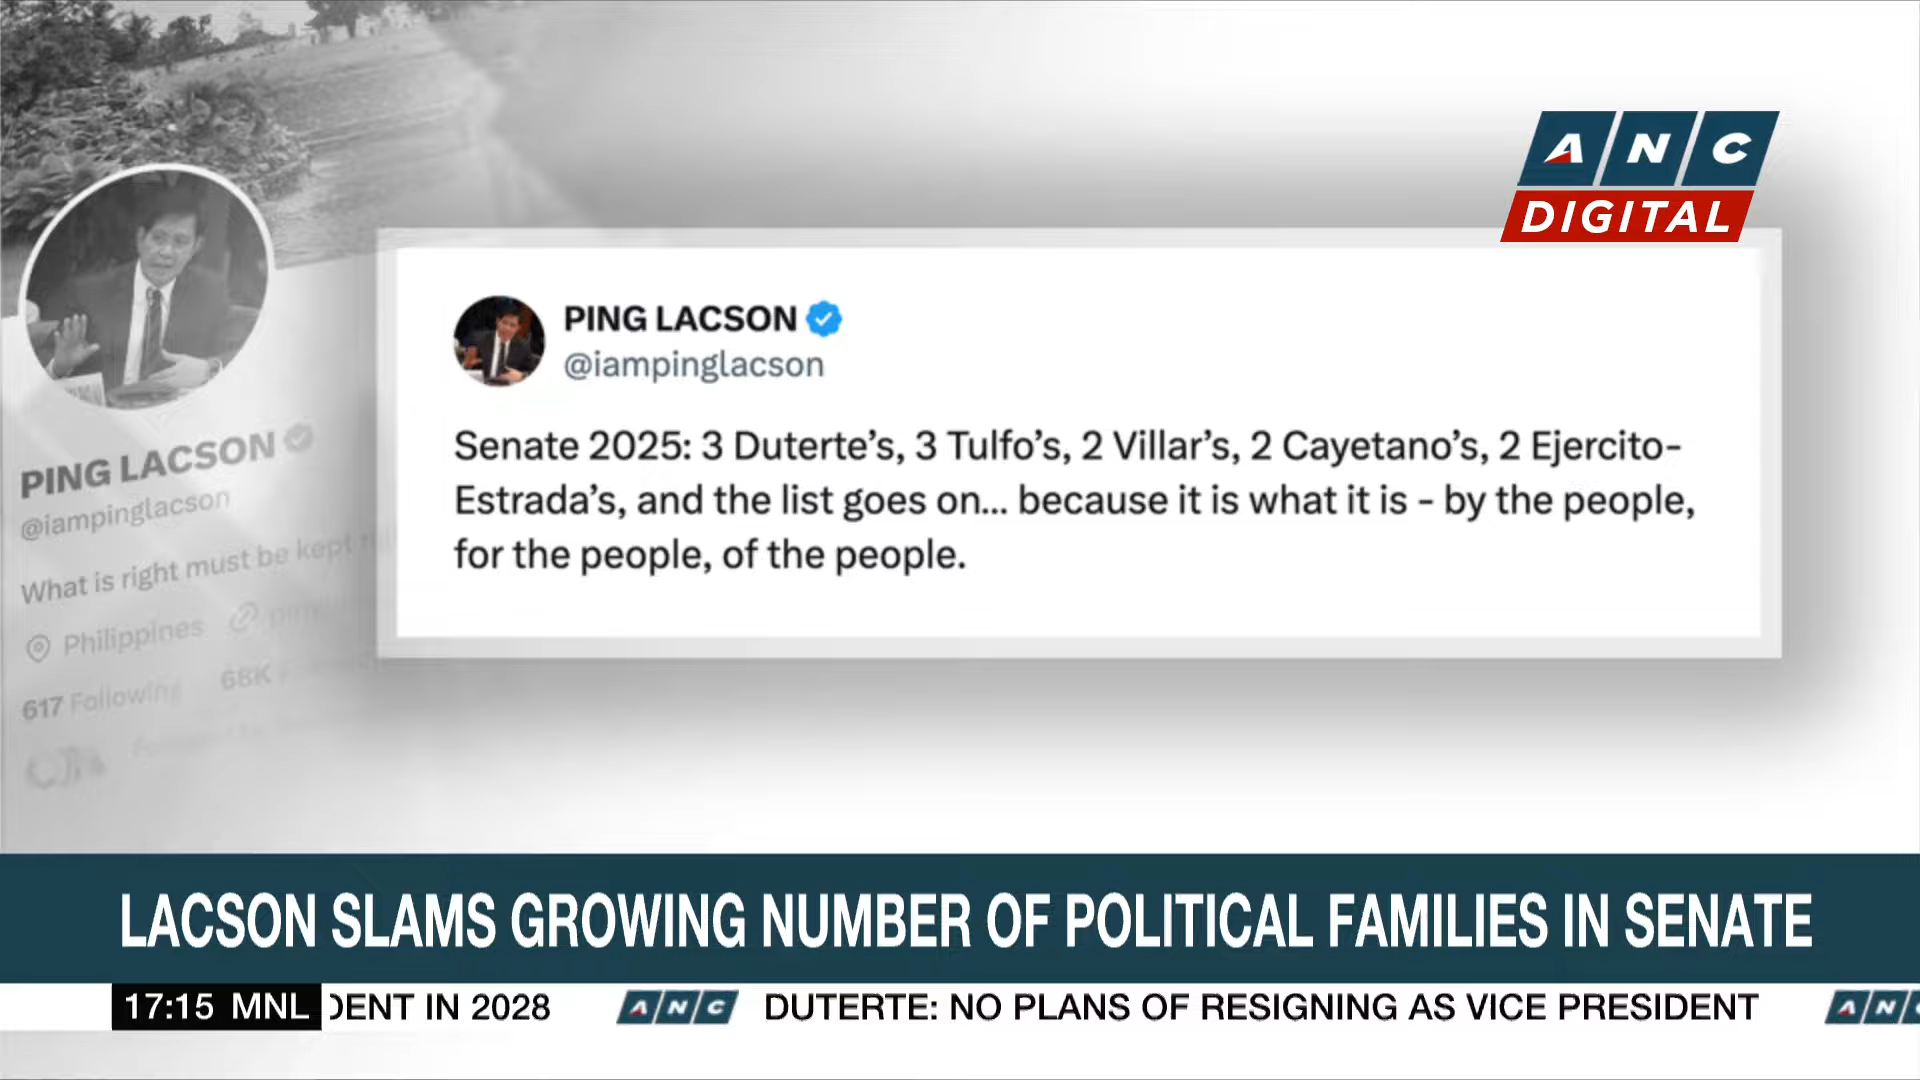 ANC
DIGITAL
PING LACSON
@iampinglacson
Senate 2025: 3 Duterte's, 3 Tulfo's, 2 Villar's, 2 Cayetano's, 2 Ejercito-
Estrada's, and the list goes on... because it is what it is - by the people,
for the people, of the people.
PING LACSON
@iampinglacson
What is right must be kept
Philippines
617 Following 68K
LACSON SLAMS GROWING NUMBER OF POLITICAL FAMILIES IN SENATE
17:15 MNL DENT IN 2028 ANC DUTERTE: NO PLANS OF RESIGNING AS VICE PRESIDENT ANC